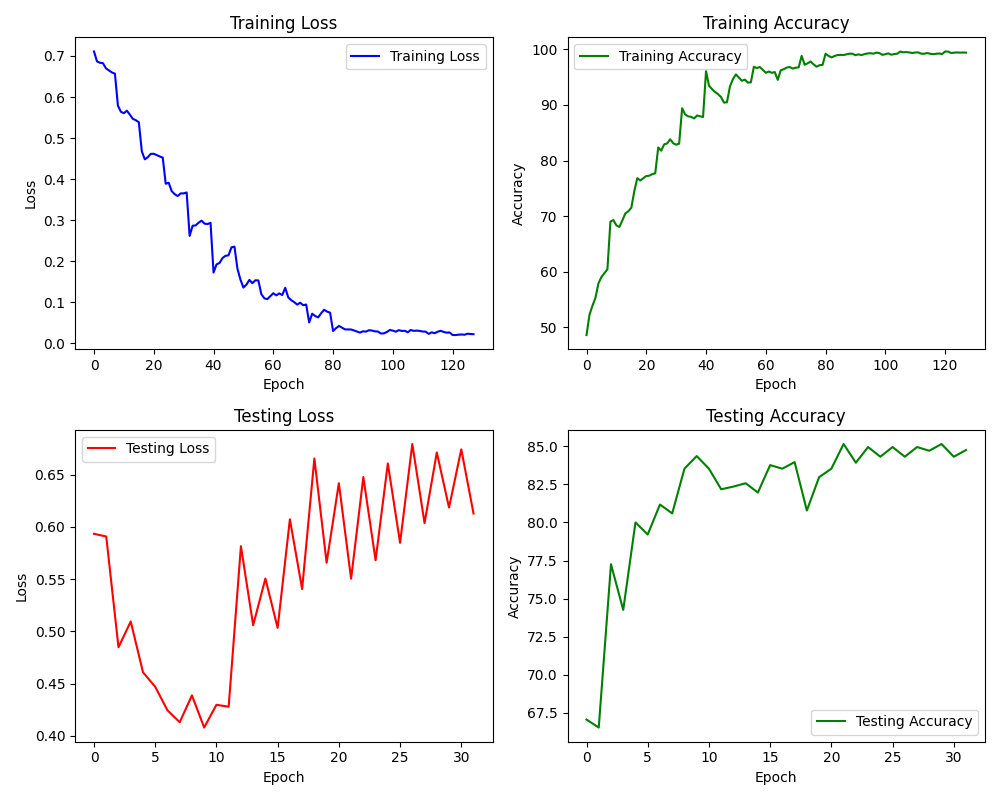 Training Loss
Training Loss
0.7
0.6
0.5
0.4
0.3
0.2
0.1
0.0
Loss
0 20 40 60 80 100 120
Epoch
Training Accuracy
Training Accuracy
100
90
80
70
60
50
Accuracy
0 20 40 60 80 100 120
Epoch
Testing Loss
Testing Loss
0.65
0.60
0.55
0.50
0.45
0.40
Loss
0 5 10 15 20 25 30
Epoch
Testing Accuracy
85.0
82.5
80.0
77.5
75.0
72.5
70.0
67.5
Accuracy
Testing Accuracy
0 5 10 15 20 25 30
Epoch